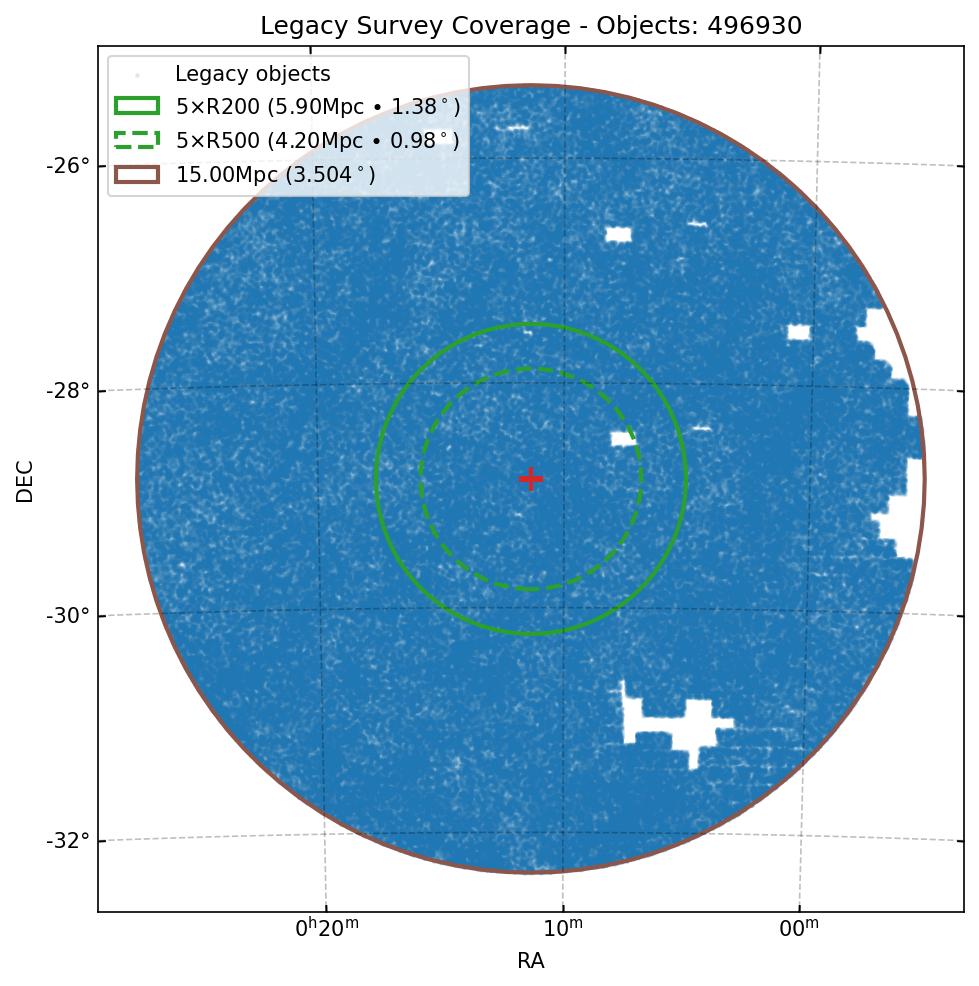 Legacy Survey Coverage - Objects: 496930
Legacy objects
5×R200 (5.90Mpc • 1.38°)
5×R500 (4.20Mpc • 0.98°)
15.00Mpc (3.504°)
-26°
-28°
-30°
-32°
DEC
0ʰ20ᵐ 10ᵐ 00ᵐ
RA